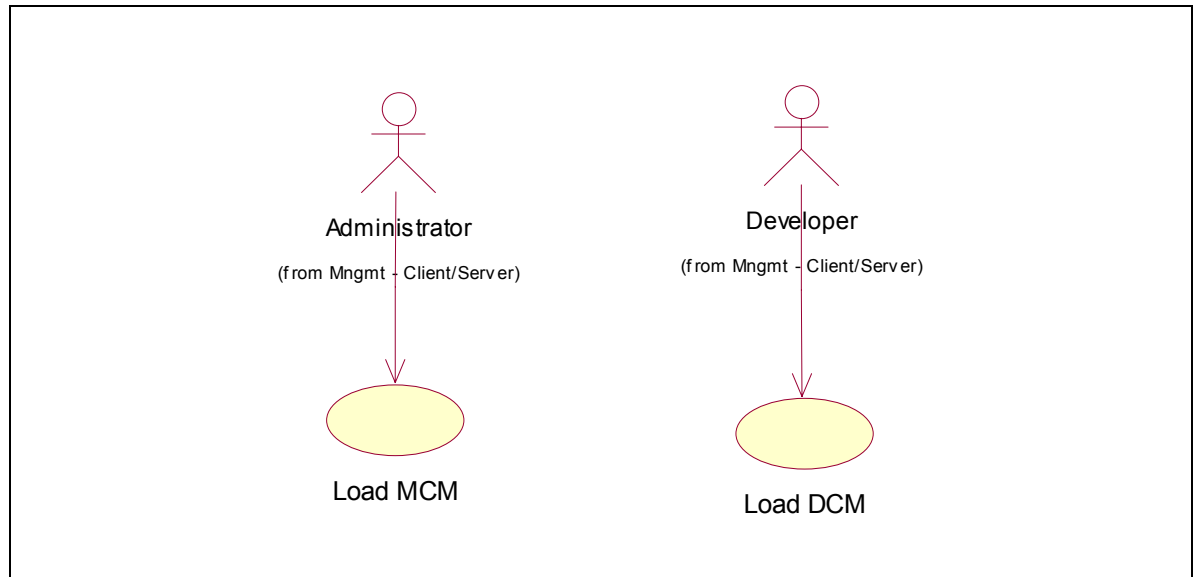 Administrator
(from Mngmt - Client/Server)
Load MCM
Developer
(from Mngmt - Client/Server)
Load DCM